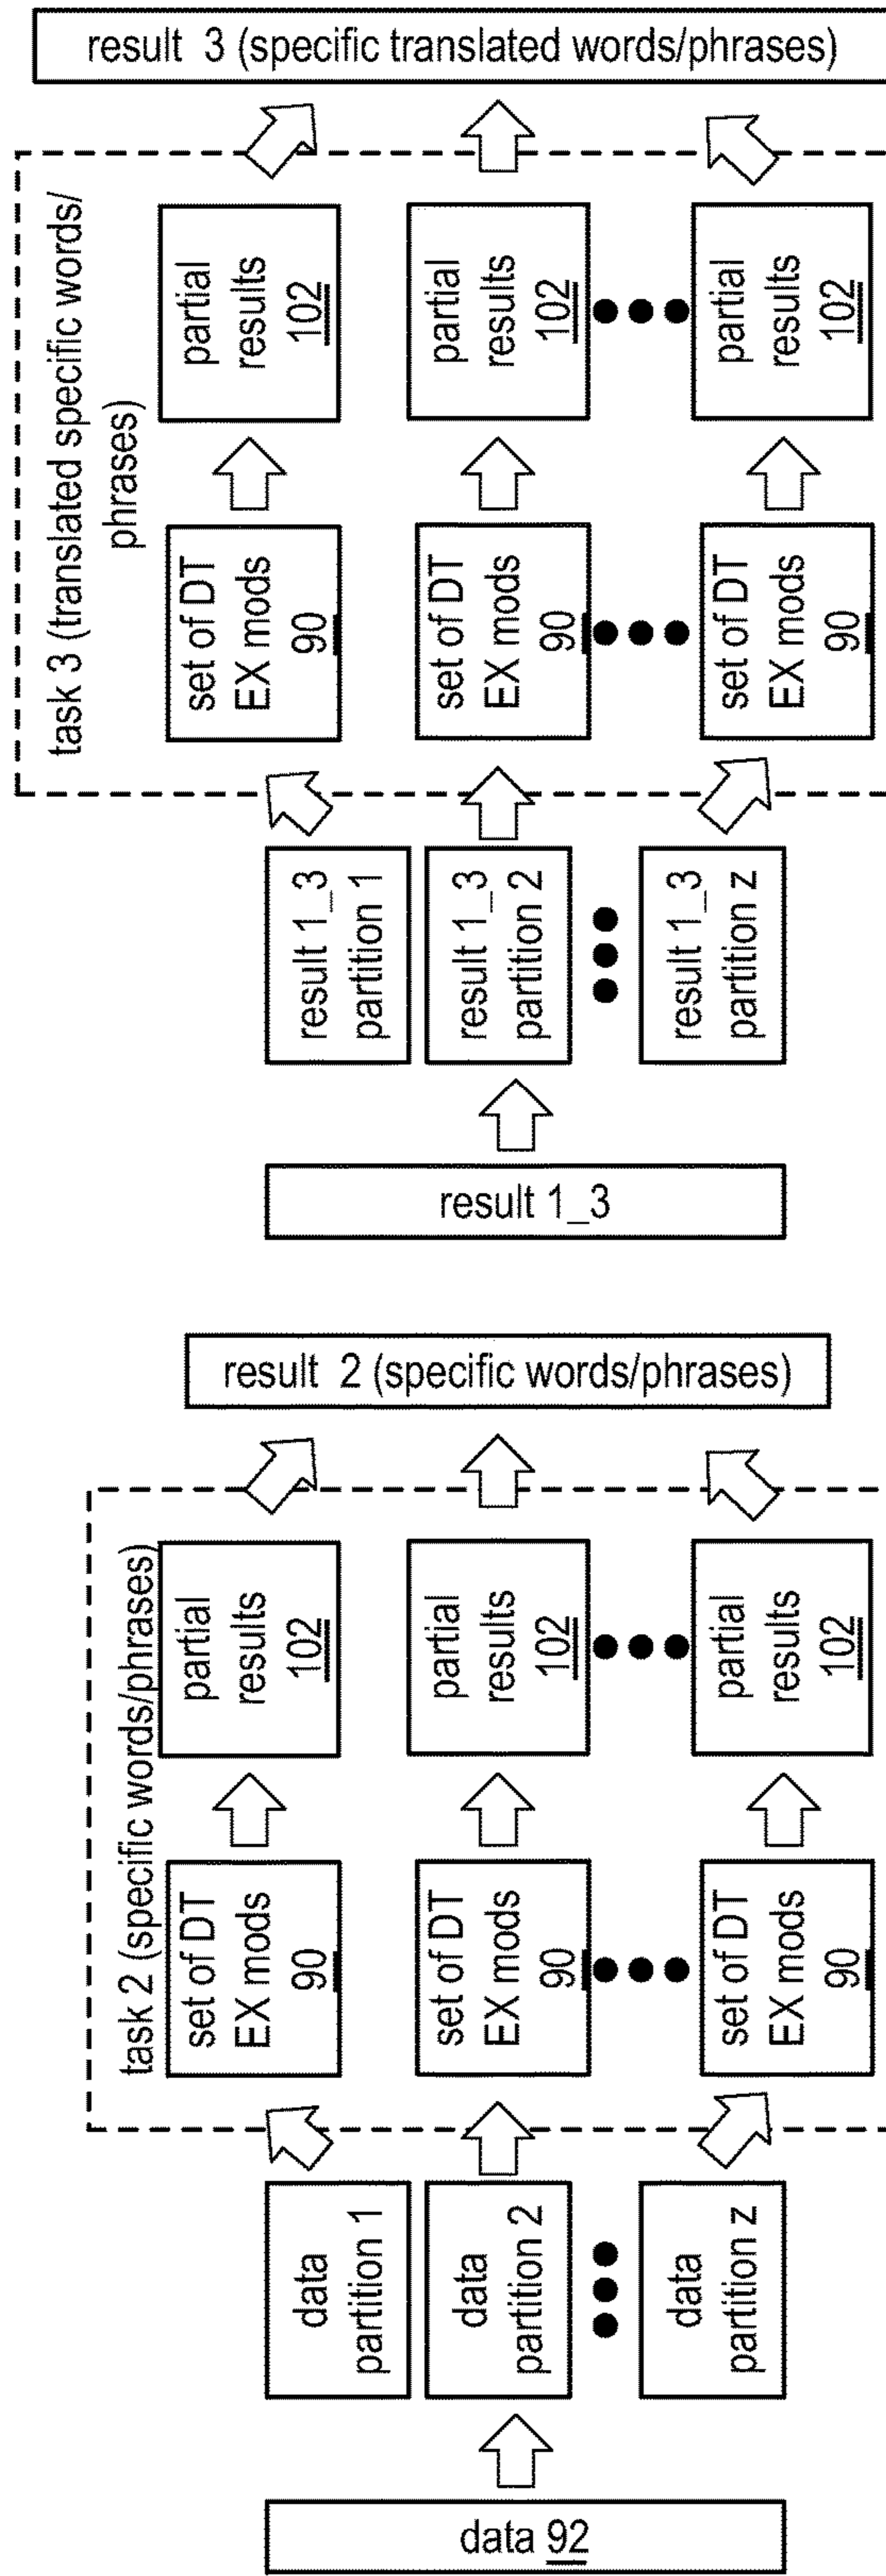 data 92
data
partition 1
data
partition 2
data
partition z
task 2 (specific words/phrases)
set of DT
EX mods
90
set of DT
EX mods
90
set of DT
EX mods
90
partial
results
102
partial
results
102
partial
results
102
result 2 (specific words/phrases)
result 1_3
result 1_3
partition 1
result 1_3
partition 2
result 1_3
partition z
task 3 (translated specific words/
phrases)
set of DT
EX mods
90
set of DT
EX mods
90
set of DT
EX mods
90
partial
results
102
partial
results
102
partial
results
102
result 3 (specific translated words/phrases)